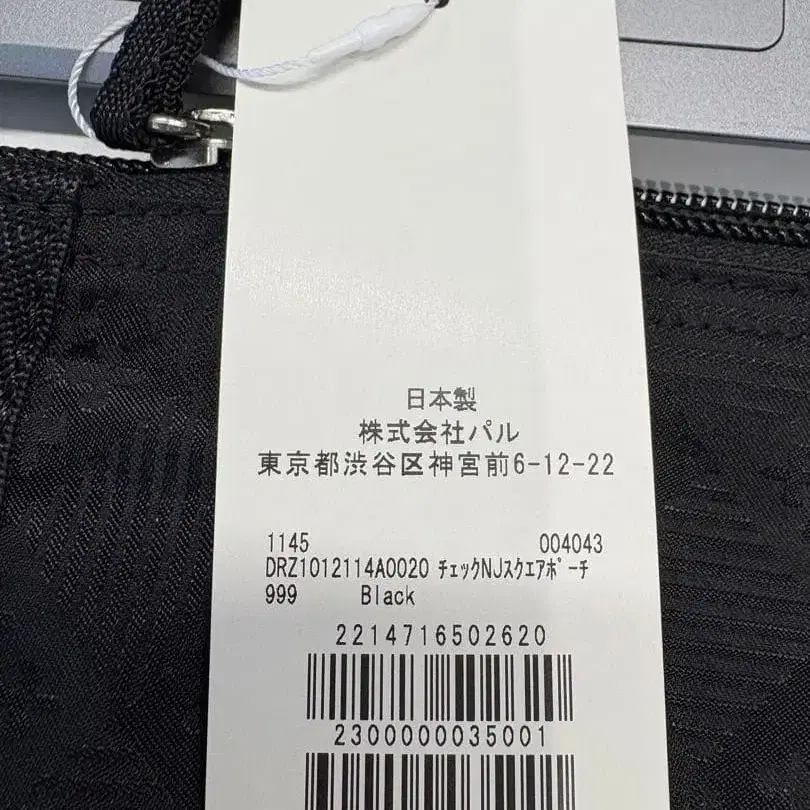 日本製
株式会社パル
東京都渋谷区神宮前6-12-22
1145 004043
DRZ1012114A0020 ﾁｪｯｸNJｽｸｴｱﾎﾟｰﾁ
999 Black
2214716502620
2300000035001